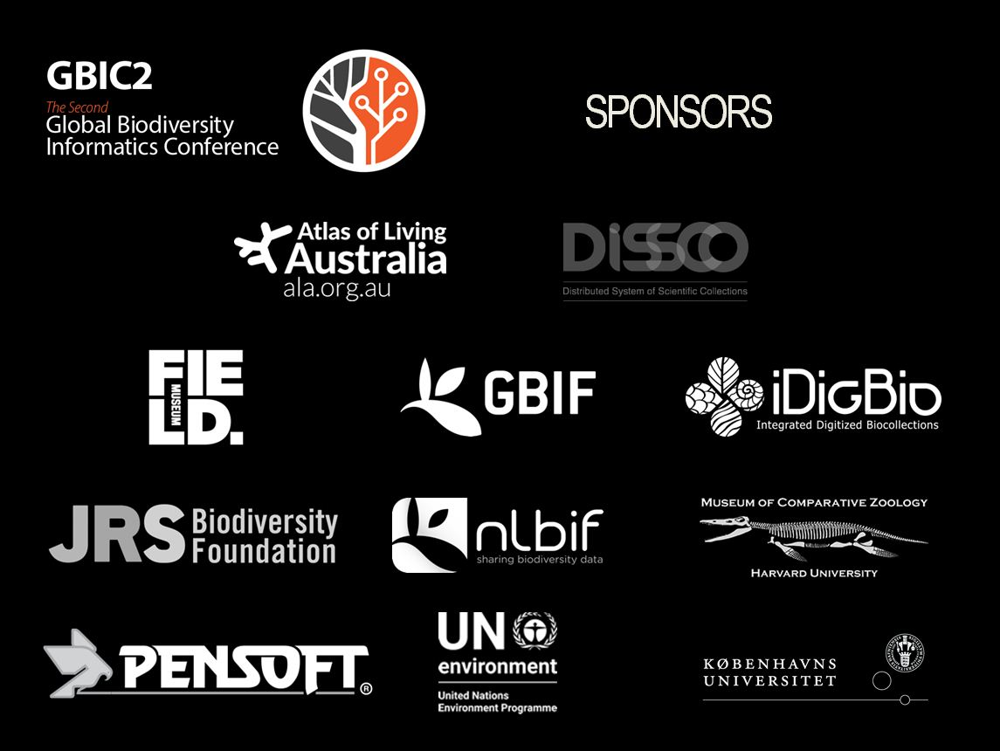 GBIC2
The Second
Global Biodiversity
Informatics Conference
SPONSORS
Atlas of Living
Australia
ala.org.au
DiSSCo
Distributed System of Scientific Collections
FIE
MUSEUM
LD.
GBIF
iDigBio
Integrated Digitized Biocollections
JRS Biodiversity
Foundation
nlbif
sharing biodiversity data
MUSEUM OF COMPARATIVE ZOOLOGY
HARVARD UNIVERSITY
PENSOFT®
UN
environment
United Nations
Environment Programme
KØBENHAVNS
UNIVERSITET